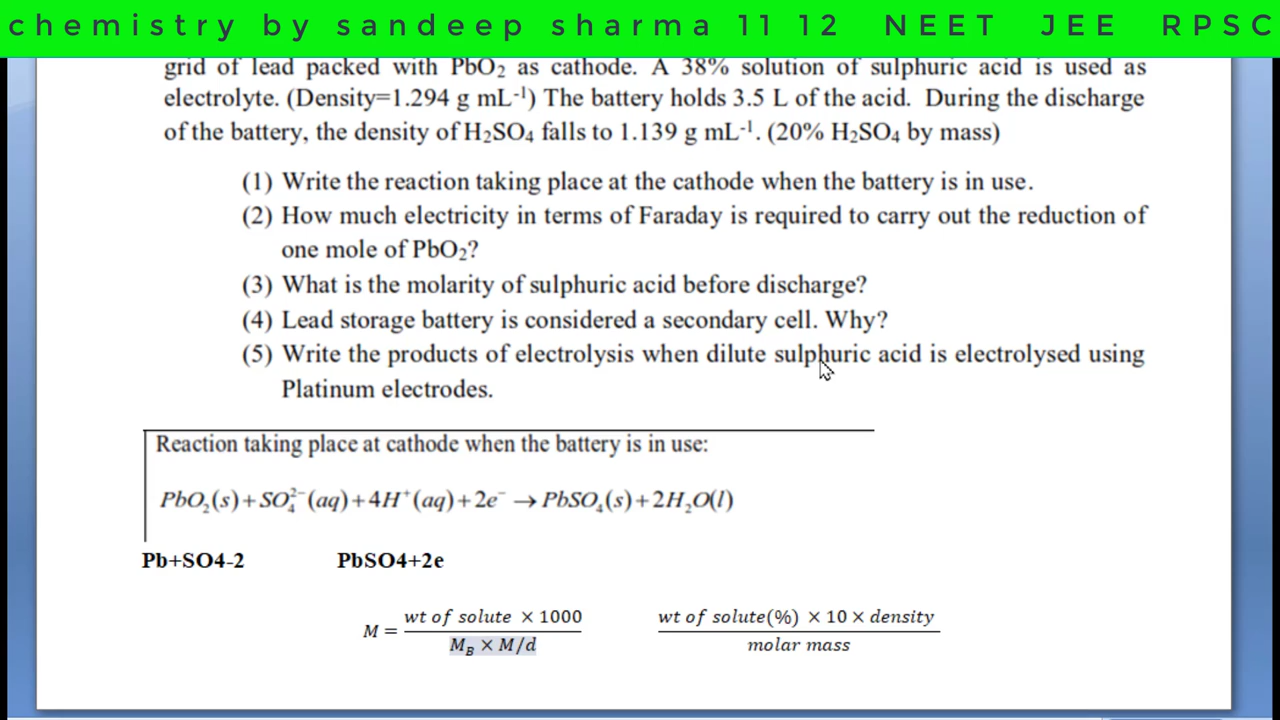 chemistry by sandeep sharma 11 12 NEET JEE RPSC
grid of lead packed with PbO₂ as cathode. A 38% solution of sulphuric acid is used as
electrolyte. (Density=1.294 g mL⁻¹) The battery holds 3.5 L of the acid. During the discharge
of the battery, the density of H₂SO₄ falls to 1.139 g mL⁻¹. (20% H₂SO₄ by mass)
(1) Write the reaction taking place at the cathode when the battery is in use.
(2) How much electricity in terms of Faraday is required to carry out the reduction of
one mole of PbO₂?
(3) What is the molarity of sulphuric acid before discharge?
(4) Lead storage battery is considered a secondary cell. Why?
(5) Write the products of electrolysis when dilute sulphuric acid is electrolysed using
Platinum electrodes.
Reaction taking place at cathode when the battery is in use:
PbO₂(s)+SO₄²⁻(aq)+4H⁺(aq)+2e⁻ → PbSO₄(s)+2H₂O(l)
Pb+SO4-2 PbSO4+2e
wt of solute × 1000 wt of solute(%) × 10 × density
M =
M_B × M/d molar mass